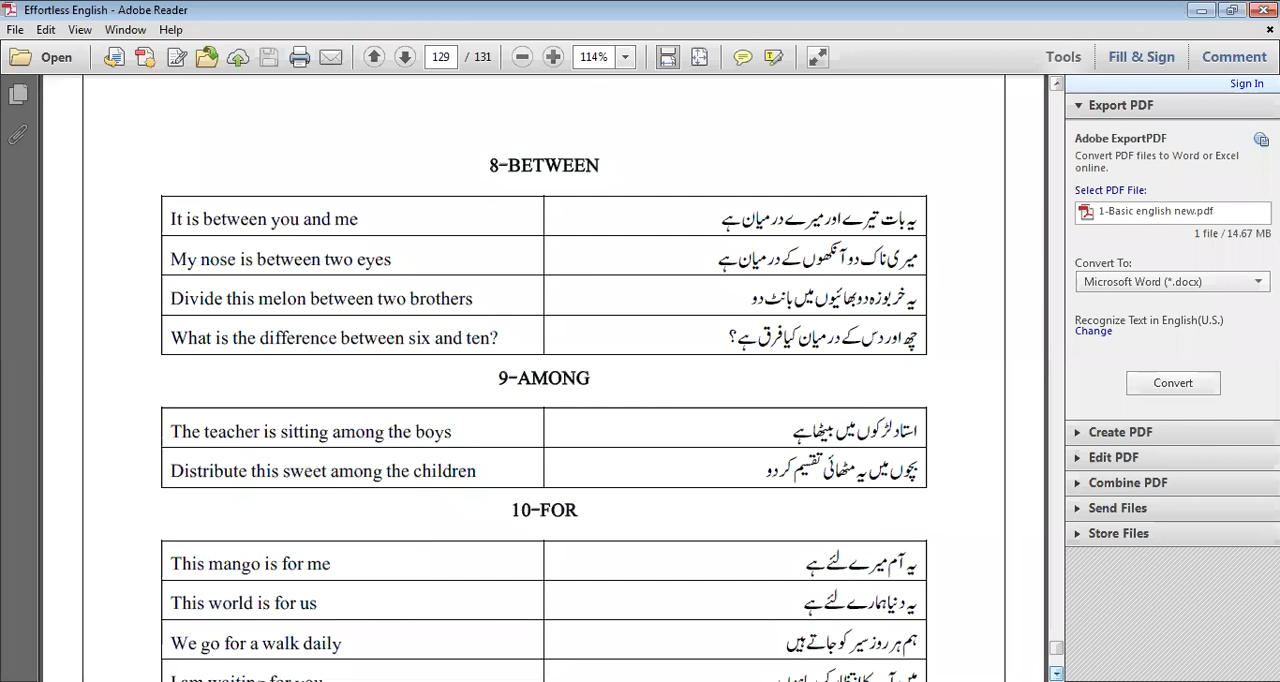 Effortless English - Adobe Reader
File Edit View Window Help
Open 129 / 131 114% Tools Fill & Sign Comment
Sign In
Export PDF
Adobe ExportPDF
Convert PDF files to Word or Excel
online.
Select PDF File:
1-Basic english new.pdf
1 file / 14.67 MB
Convert To:
Microsoft Word (*.docx)
Recognize Text in English(U.S.)
Change
Convert
Create PDF
Edit PDF
Combine PDF
Send Files
Store Files
8-BETWEEN
It is between you and me یہ بات تیرے اور میرے درمیان ہے
My nose is between two eyes میری ناک دو آنکھوں کے درمیان ہے
Divide this melon between two brothers یہ خربوزہ دو بھائیوں میں بانٹ دو
What is the difference between six and ten? چھ اور دس کے درمیان کیا فرق ہے؟
9-AMONG
The teacher is sitting among the boys استاد لڑکوں میں بیٹھا ہے
Distribute this sweet among the children بچوں میں یہ مٹھائی تقسیم کر دو
10-FOR
This mango is for me یہ آم میرے لئے ہے
This world is for us یہ دنیا ہمارے لئے ہے
We go for a walk daily ہم ہر روز سیر کو جاتے ہیں
I am waiting for you